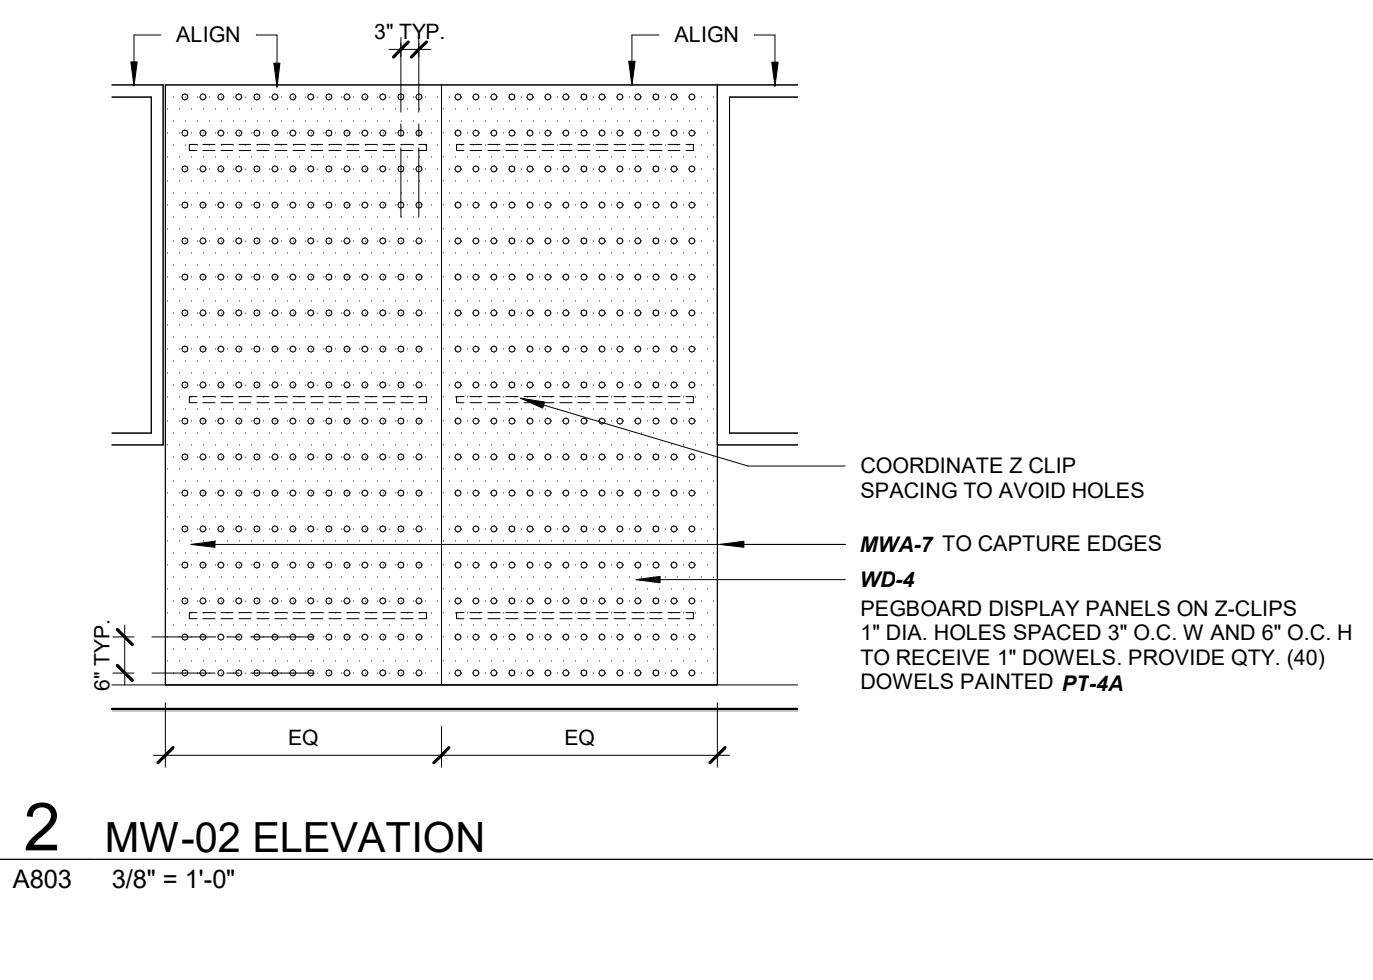 ALIGN
3" TYP.
ALIGN
COORDINATE Z CLIP
SPACING TO AVOID HOLES
MWA-7 TO CAPTURE EDGES
WD-4
PEGBOARD DISPLAY PANELS ON Z-CLIPS
1" DIA. HOLES SPACED 3" O.C. W AND 6" O.C. H
TO RECEIVE 1" DOWELS. PROVIDE QTY. (40)
DOWELS PAINTED PT-4A
6" TYP.
EQ
EQ
2 MW-02 ELEVATION
A803 3/8" = 1'-0"